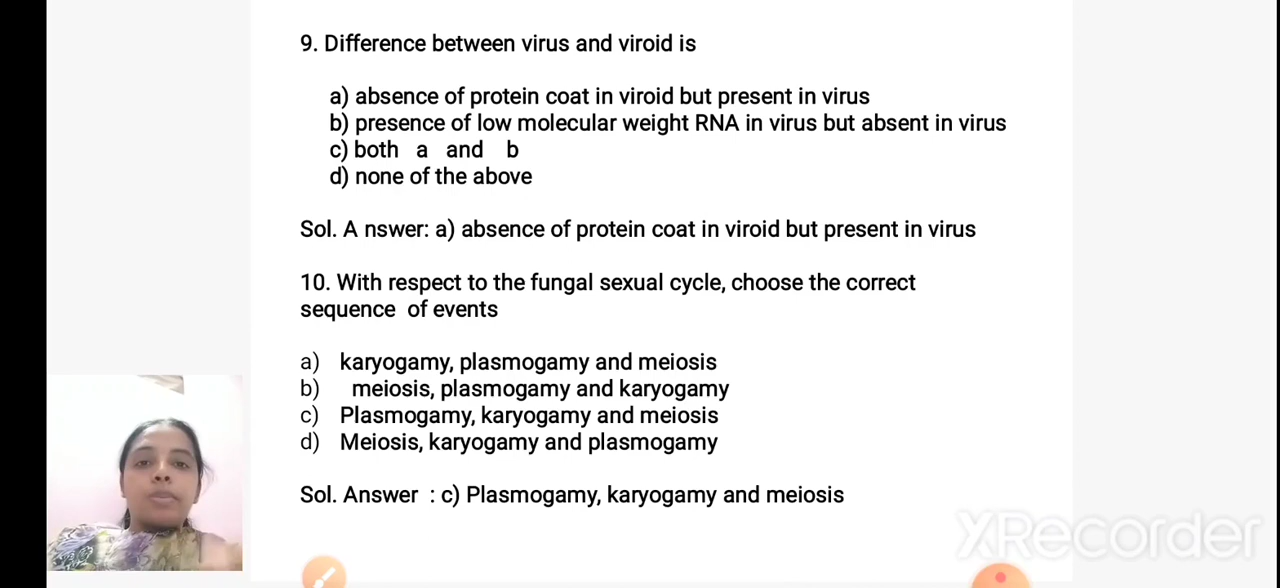 9. Difference between virus and viroid is
a) absence of protein coat in viroid but present in virus
b) presence of low molecular weight RNA in virus but absent in virus
c) both a and b
d) none of the above
Sol. A nswer: a) absence of protein coat in viroid but present in virus
10. With respect to the fungal sexual cycle, choose the correct
sequence of events
a) karyogamy, plasmogamy and meiosis
b) meiosis, plasmogamy and karyogamy
c) Plasmogamy, karyogamy and meiosis
d) Meiosis, karyogamy and plasmogamy
Sol. Answer : c) Plasmogamy, karyogamy and meiosis
XRecorder